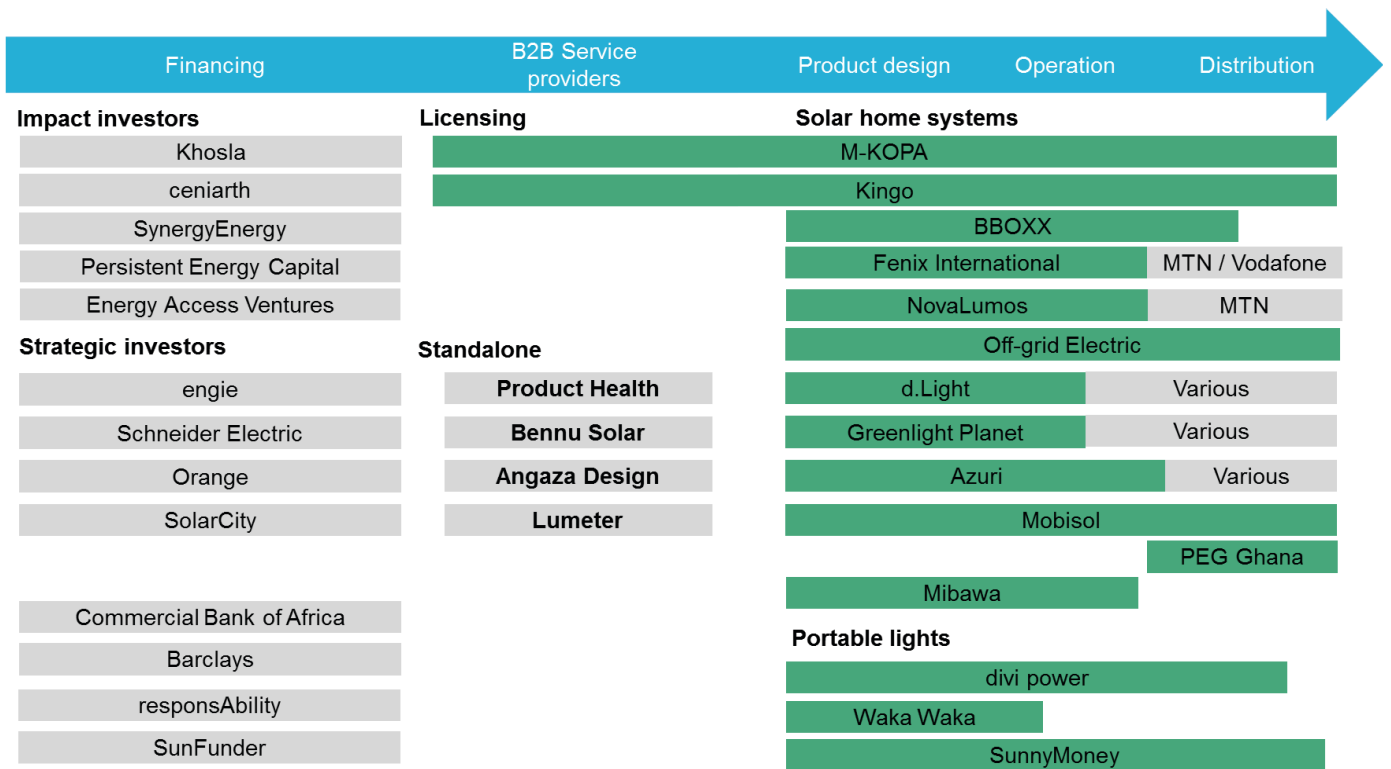 Financing
B2B Service
providers
Product design
Operation
Distribution
Impact investors
Khosla
ceniarth
SynergyEnergy
Persistent Energy Capital
Energy Access Ventures
Strategic investors
engie
Schneider Electric
Orange
SolarCity
Commercial Bank of Africa
Barclays
responsAbility
SunFunder
Licensing
Standalone
Product Health
Bennu Solar
Angaza Design
Lumeter
Solar home systems
M-KOPA
Kingo
BBOXX
Fenix International
MTN / Vodafone
NovaLumos
MTN
Off-grid Electric
d.Light
Various
Greenlight Planet
Various
Azuri
Various
Mobisol
PEG Ghana
Mibawa
Portable lights
divi power
Waka Waka
SunnyMoney